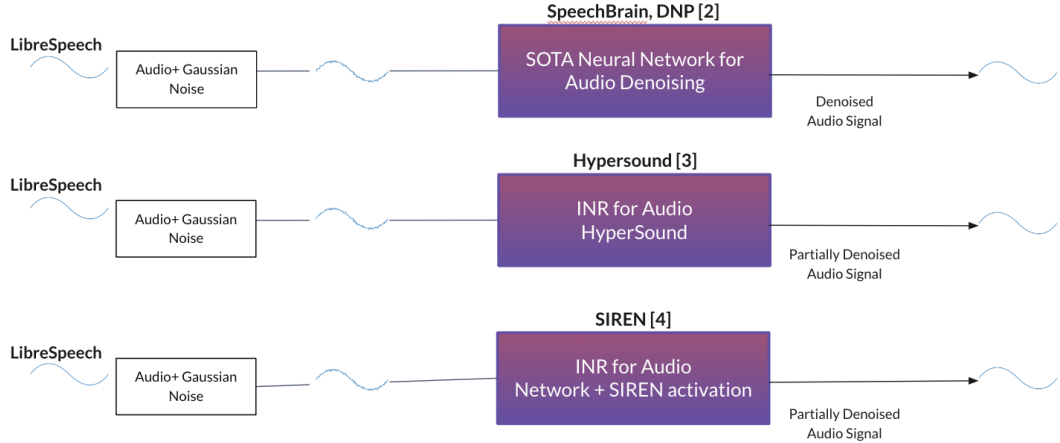 SpeechBrain, DNP [2]
LibreSpeech
Audio+ Gaussian
Noise
SOTA Neural Network for
Audio Denoising
Denoised
Audio Signal
Hypersound [3]
LibreSpeech
Audio+ Gaussian
Noise
INR for Audio
HyperSound
Partially Denoised
Audio Signal
SIREN [4]
LibreSpeech
Audio+ Gaussian
Noise
INR for Audio
Network + SIREN activation
Partially Denoised
Audio Signal